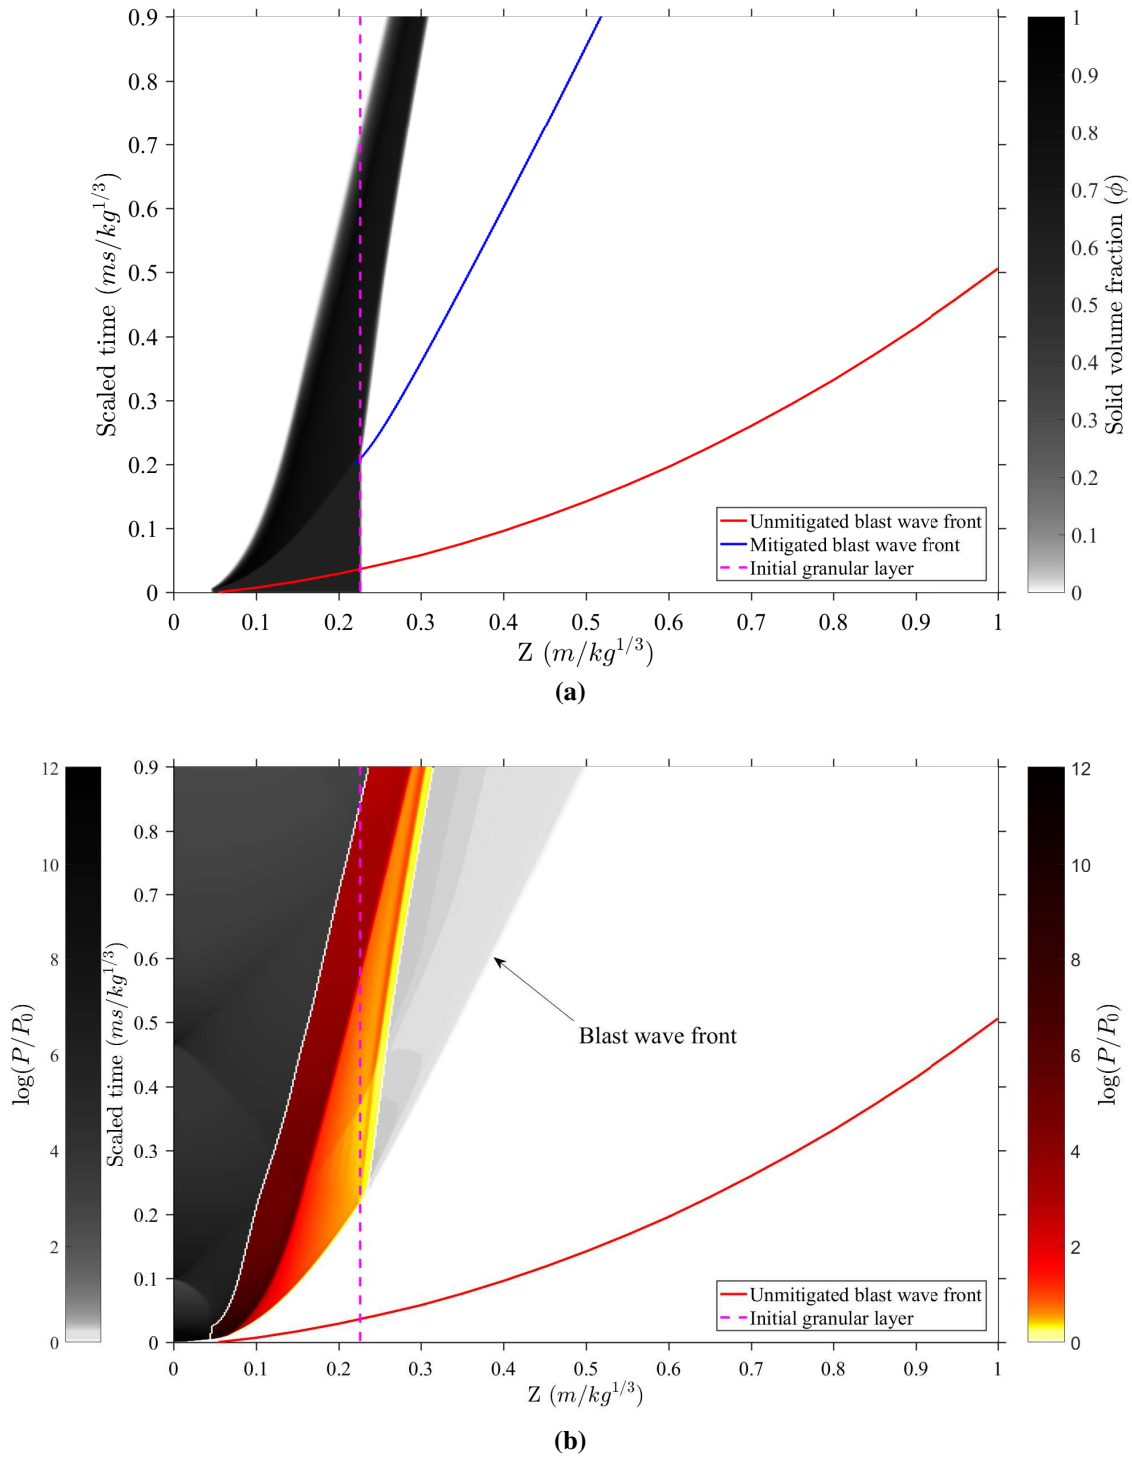 0.9
0.8
0.7
0.6
0.5
0.4
0.3
0.2
0.1
0
Scaled time (ms/kg^{1/3})
0 0.1 0.2 0.3 0.4 0.5 0.6 0.7 0.8 0.9 1
Z (m/kg^{1/3})
Unmitigated blast wave front
Mitigated blast wave front
Initial granular layer
1
0.9
0.8
0.7
0.6
0.5
0.4
0.3
0.2
0.1
0
Solid volume fraction (ϕ)
(a)
12
10
8
6
4
2
0
log(P/P₀)
0.9
0.8
0.7
0.6
0.5
0.4
0.3
0.2
0.1
0
Scaled time (ms/kg^{1/3})
Blast wave front
Unmitigated blast wave front
Initial granular layer
0 0.1 0.2 0.3 0.4 0.5 0.6 0.7 0.8 0.9 1
Z (m/kg^{1/3})
12
10
8
6
4
2
0
log(P/P₀)
(b)